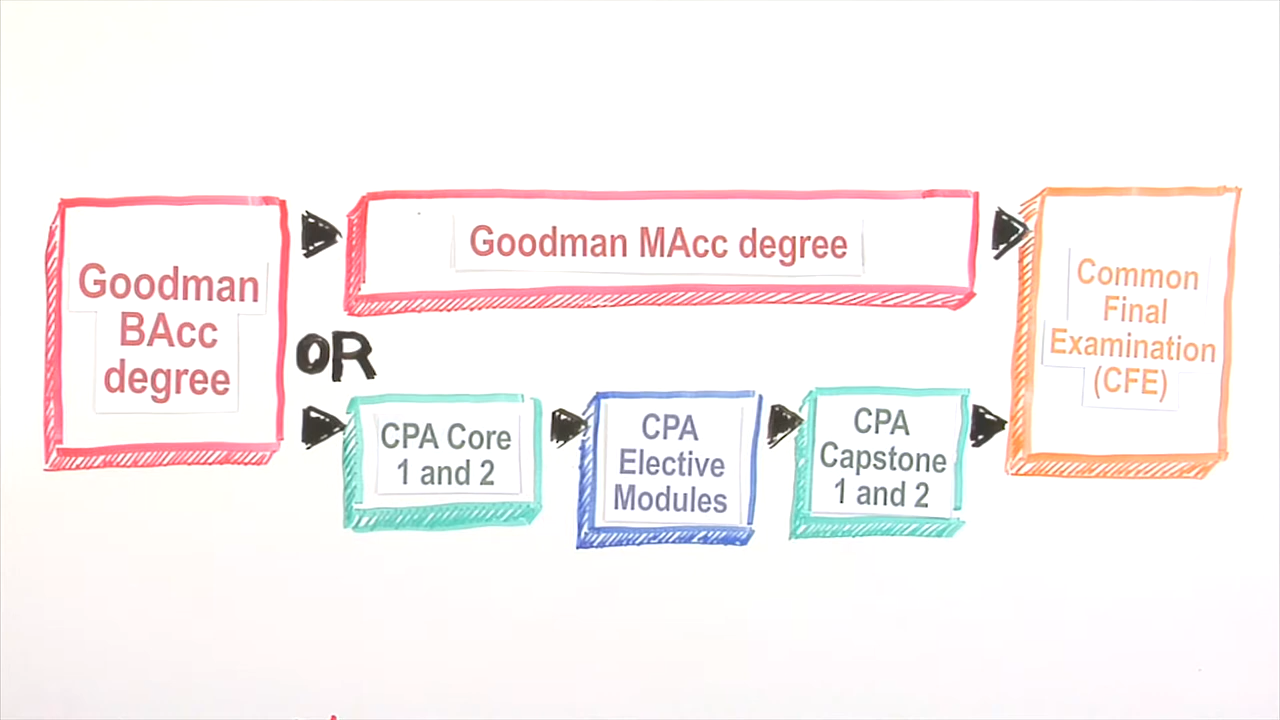 Goodman
BAcc
degree
Goodman MAcc degree
OR
CPA Core
1 and 2
CPA
Elective
Modules
CPA
Capstone
1 and 2
Common
Final
Examination
(CFE)